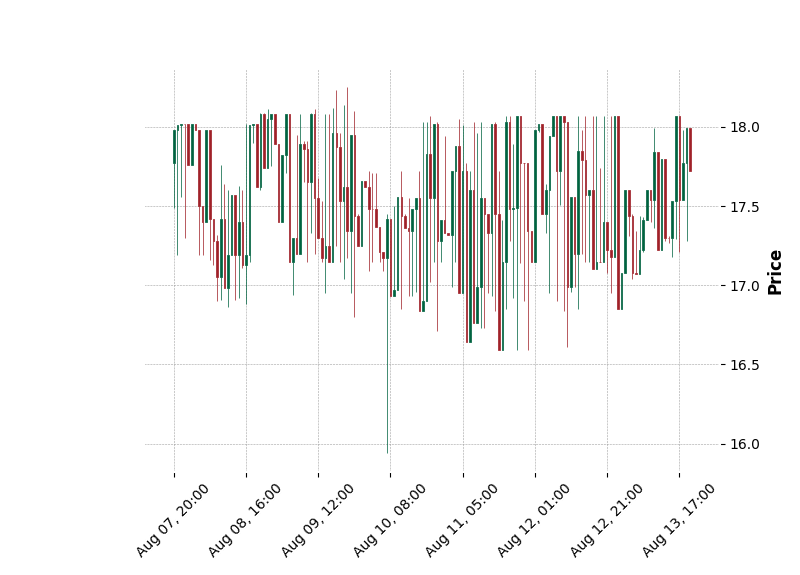 18.0
17.5
17.0
16.5
16.0
Price
Aug 07, 20:00
Aug 08, 16:00
Aug 09, 12:00
Aug 10, 08:00
Aug 11, 05:00
Aug 12, 01:00
Aug 12, 21:00
Aug 13, 17:00